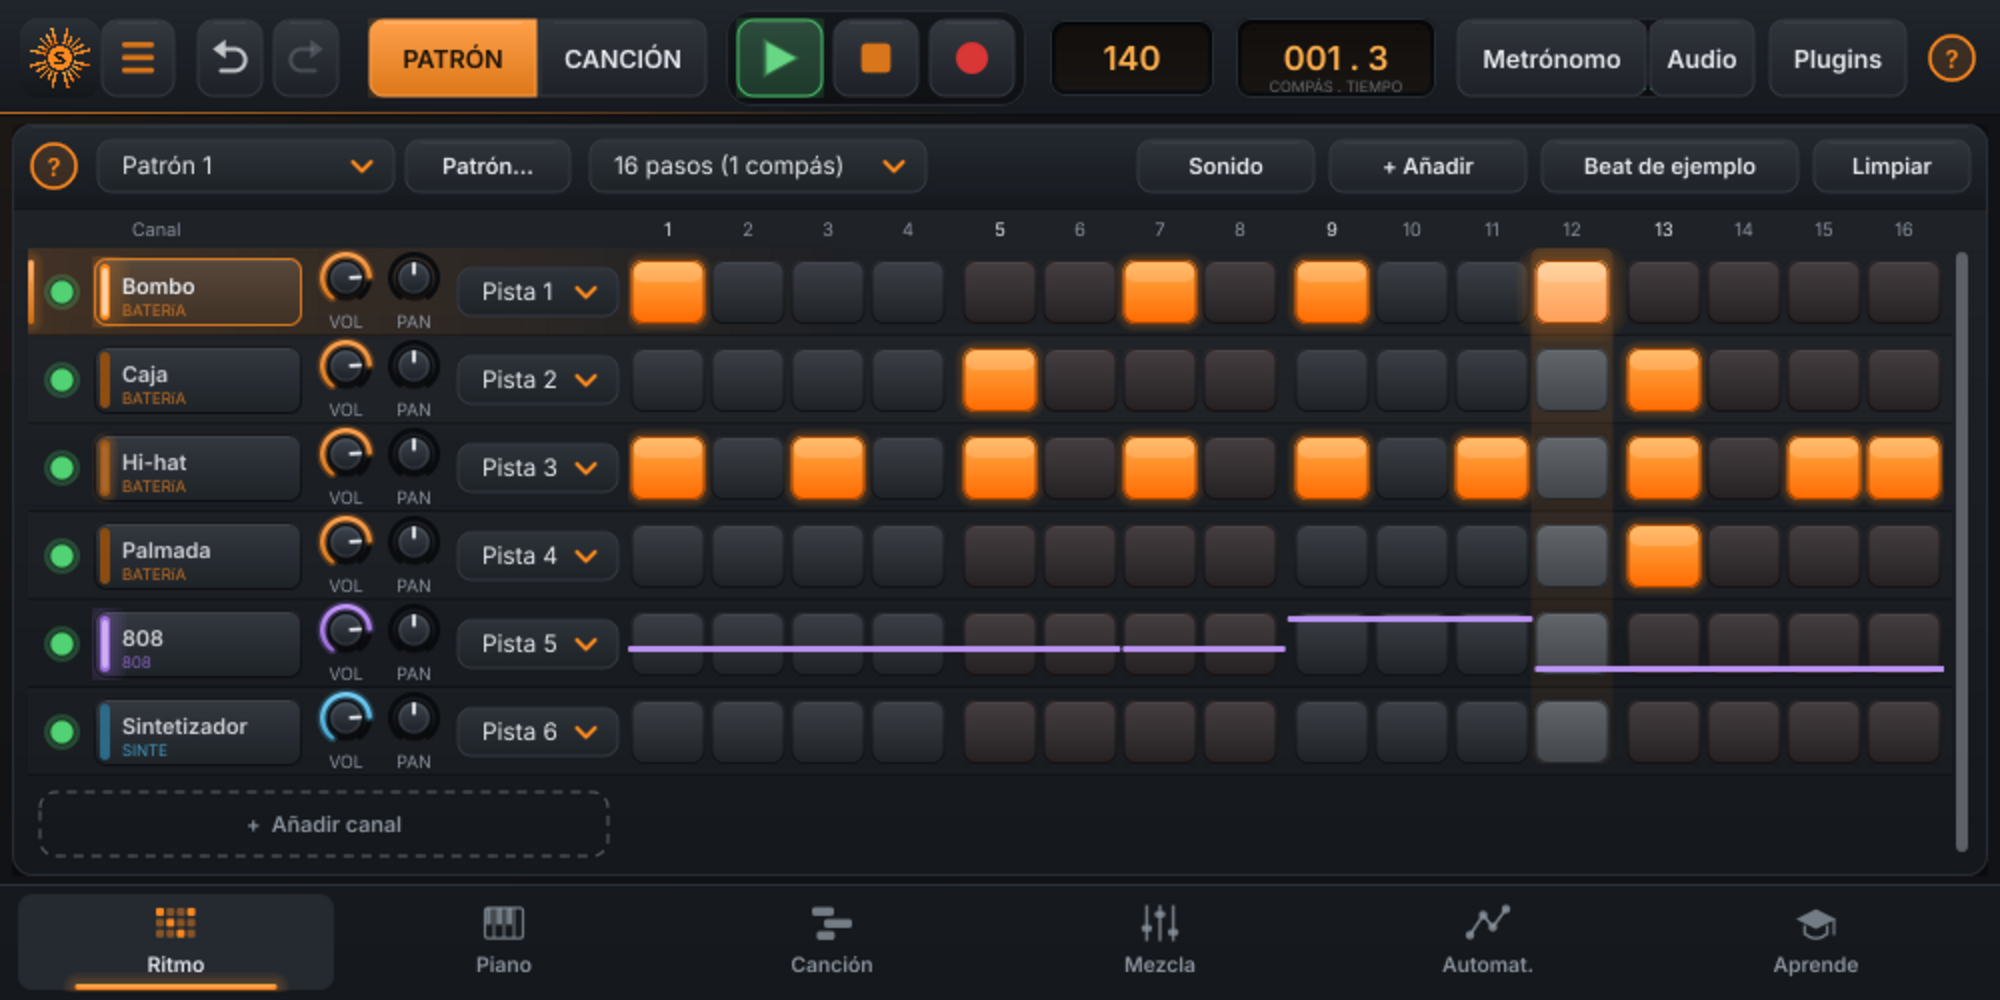 S
PATRÓN CANCIÓN 140 001 . 3 Metrónomo Audio Plugins ?
COMPÁS . TIEMPO
? Patrón 1 Patrón... 16 pasos (1 compás) Sonido + Añadir Beat de ejemplo Limpiar
Canal 1 2 3 4 5 6 7 8 9 10 11 12 13 14 15 16
Bombo Pista 1
BATERíA VOL PAN
Caja Pista 2
BATERíA VOL PAN
Hi-hat Pista 3
BATERíA VOL PAN
Palmada Pista 4
BATERíA VOL PAN
808 Pista 5
808 VOL PAN
Sintetizador Pista 6
SINTE VOL PAN
+ Añadir canal
Ritmo Piano Canción Mezcla Automat. Aprende